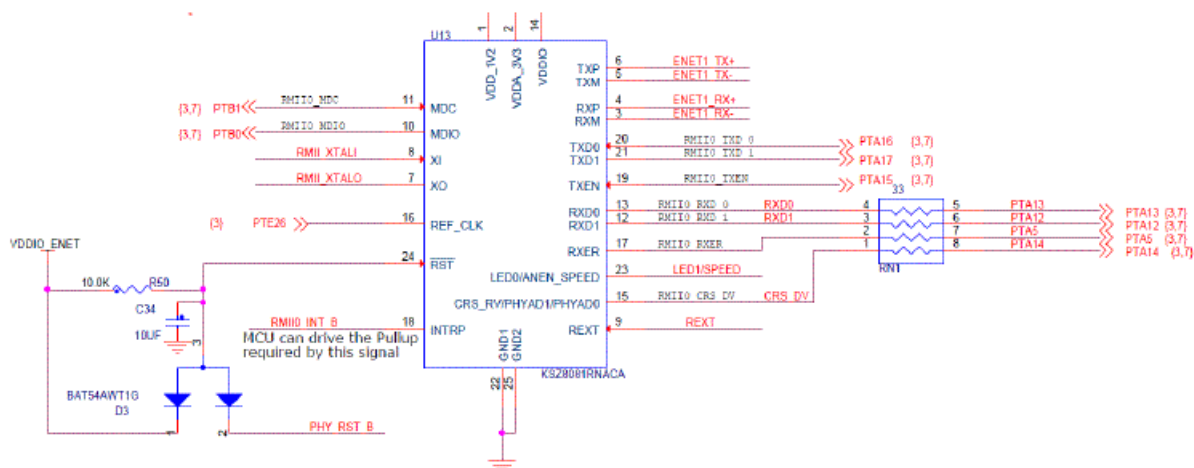 U13
1
2
14
VDD_1V2
VDDA_3V3
VDDIO
{3,7} PTB1 RMII0_MDC 11 MDC
{3,7} PTB0 RMII0_MDIO 10 MDIO
RMII_XTALI 8 XI
RMII_XTALO 7 XO
{3} PTE26 16 REF_CLK
VDDIO_ENET
24 RST
10.0K R50
C34
10UF
3
RMII0_INT_B 18 INTRP
MCU can drive the Pullup
required by this signal
BAT54AWT1G
D3
1
2 PHY_RST_B
TXP 6 ENET1_TX+
TXM 5 ENET1_TX-
RXP 4 ENET1_RX+
RXM 3 ENET1_RX-
TXD0 20 RMII0_TXD_0 PTA16 {3,7}
TXD1 21 RMII0_TXD_1 PTA17 {3,7}
TXEN 19 RMII0_TXEN PTA15 {3,7}
33
RXD0 13 RMII0_RXD_0 RXD0 4 5 PTA13 PTA13 {3,7}
RXD1 12 RMII0_RXD_1 RXD1 3 6 PTA12 PTA12 {3,7}
2 7 PTA5 PTA5 {3,7}
RXER 17 RMII0_RXER 1 8 PTA14 PTA14 {3,7}
RN1
LED0/ANEN_SPEED 23 LED1/SPEED
CRS_RV/PHYAD1/PHYAD0 15 RMII0_CRS_DV CRS_DV
REXT 9 REXT
GND1
GND2
22
25
KSZ8081RNACA